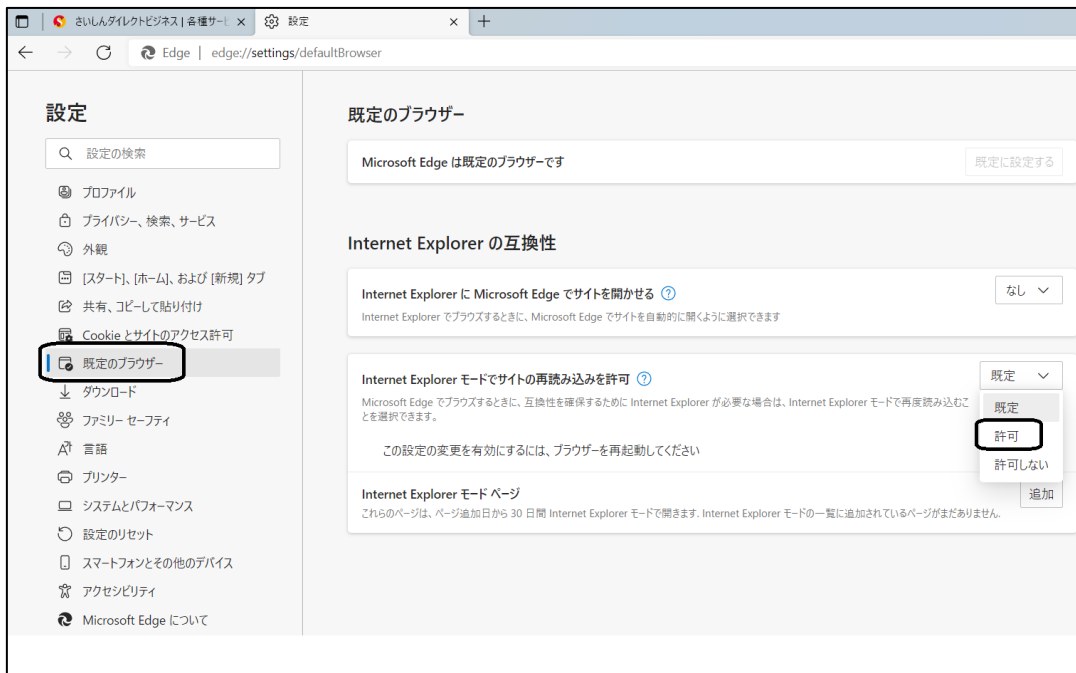 さいしんダイレクトビジネス | 各種サービ
設定
Edge | edge://settings/defaultBrowser
設定
設定の検索
プロファイル
プライバシー、検索、サービス
外観
[スタート]、[ホーム]、および [新規] タブ
共有、コピーして貼り付け
Cookie とサイトのアクセス許可
既定のブラウザー
ダウンロード
ファミリー セーフティ
言語
プリンター
システムとパフォーマンス
設定のリセット
スマートフォンとその他のデバイス
アクセシビリティ
Microsoft Edge について
既定のブラウザー
Microsoft Edge は既定のブラウザーです
既定に設定する
Internet Explorer の互換性
Internet Explorer に Microsoft Edge でサイトを開かせる
なし
Internet Explorer でブラウズするときに、Microsoft Edge でサイトを自動的に開くように選択できます
Internet Explorer モードでサイトの再読み込みを許可
既定
Microsoft Edge でブラウズするときに、互換性を確保するために Internet Explorer が必要な場合は、Internet Explorer モードで再度読み込むこ
とを選択できます。
既定
許可
許可しない
この設定の変更を有効にするには、ブラウザーを再起動してください
Internet Explorer モード ページ
追加
これらのページは、ページ追加日から 30 日間 Internet Explorer モードで開きます. Internet Explorer モードの一覧に追加されているページがまだありません.